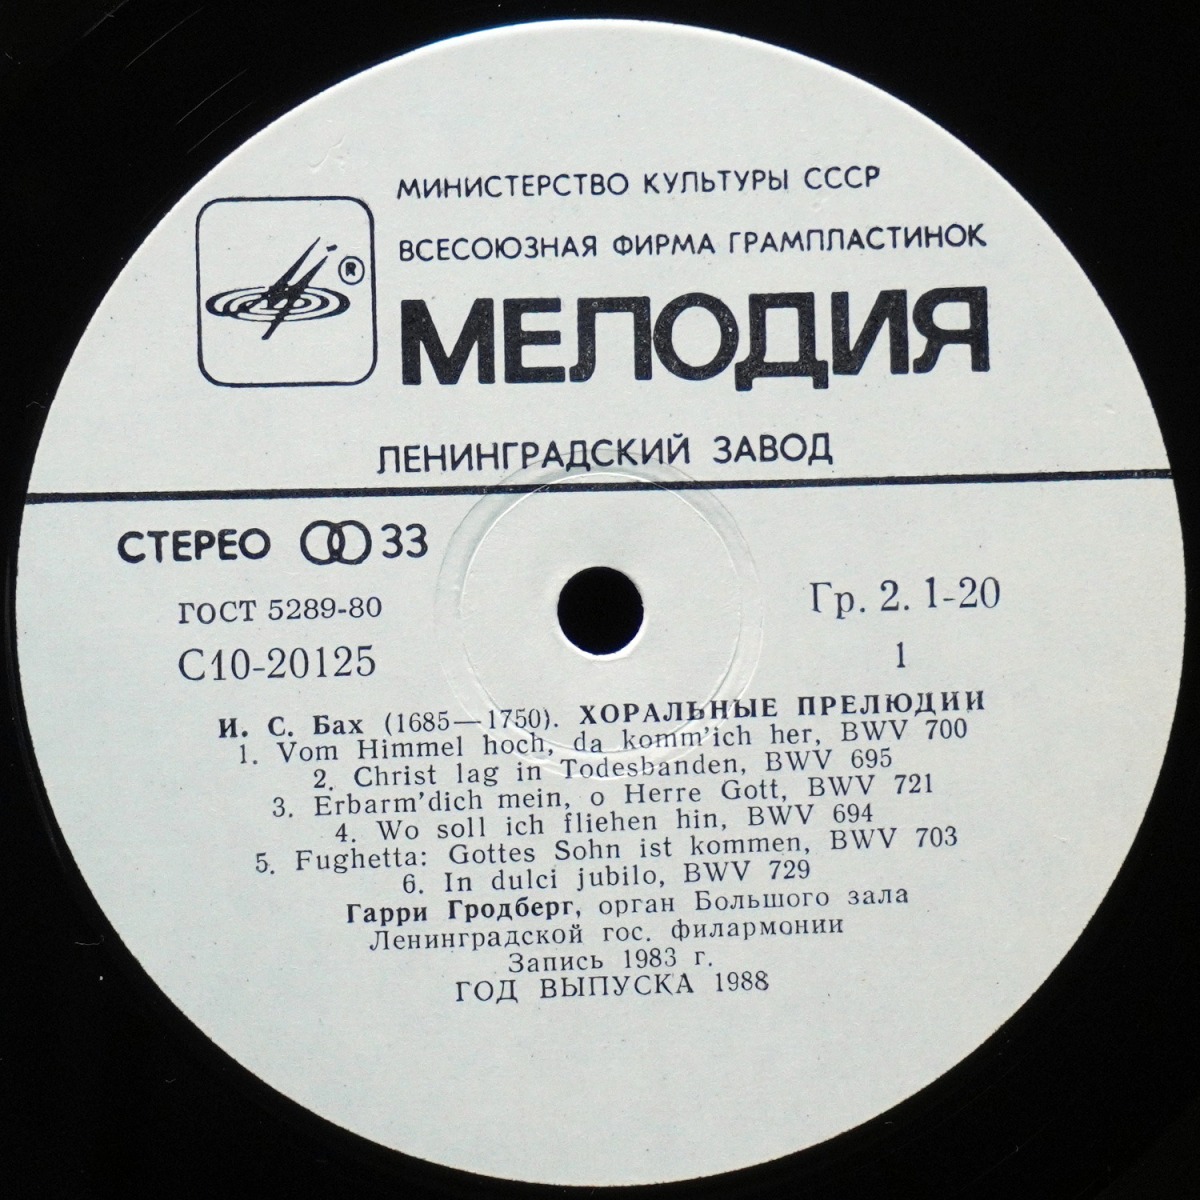 МИНИСТЕРСТВО КУЛЬТУРЫ СССР
ВСЕСОЮЗНАЯ ФИРМА ГРАМПЛАСТИНОК
®
МЕЛОДИЯ
ЛЕНИНГРАДСКИЙ ЗАВОД
СТЕРЕО 33
ГОСТ 5289-80
Гр. 2. 1-20
С10-20125
1
И. С. Бах (1685—1750). ХОРАЛЬНЫЕ ПРЕЛЮДИИ
1. Vom Himmel hoch, da komm'ich her, BWV 700
2. Christ lag in Todesbanden, BWV 695
3. Erbarm'dich mein, o Herre Gott, BWV 721
4. Wo soll ich fliehen hin, BWV 694
5. Fughetta: Gottes Sohn ist kommen, BWV 703
6. In dulci jubilo, BWV 729
Гарри Гродберг, орган Большого зала
Ленинградской гос. филармонии
Запись 1983 г.
ГОД ВЫПУСКА 1988